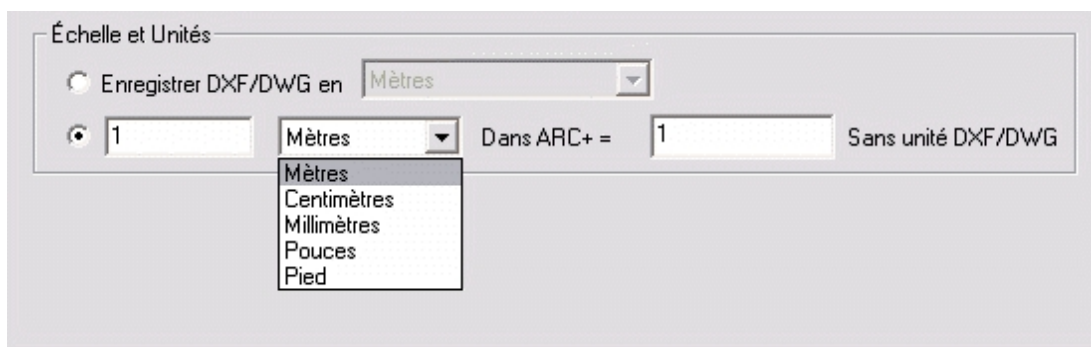 Échelle et Unités
Enregistrer DXF/DWG en Mètres
1 Mètres Dans ARC+ = 1 Sans unité DXF/DWG
Mètres
Centimètres
Millimètres
Pouces
Pied